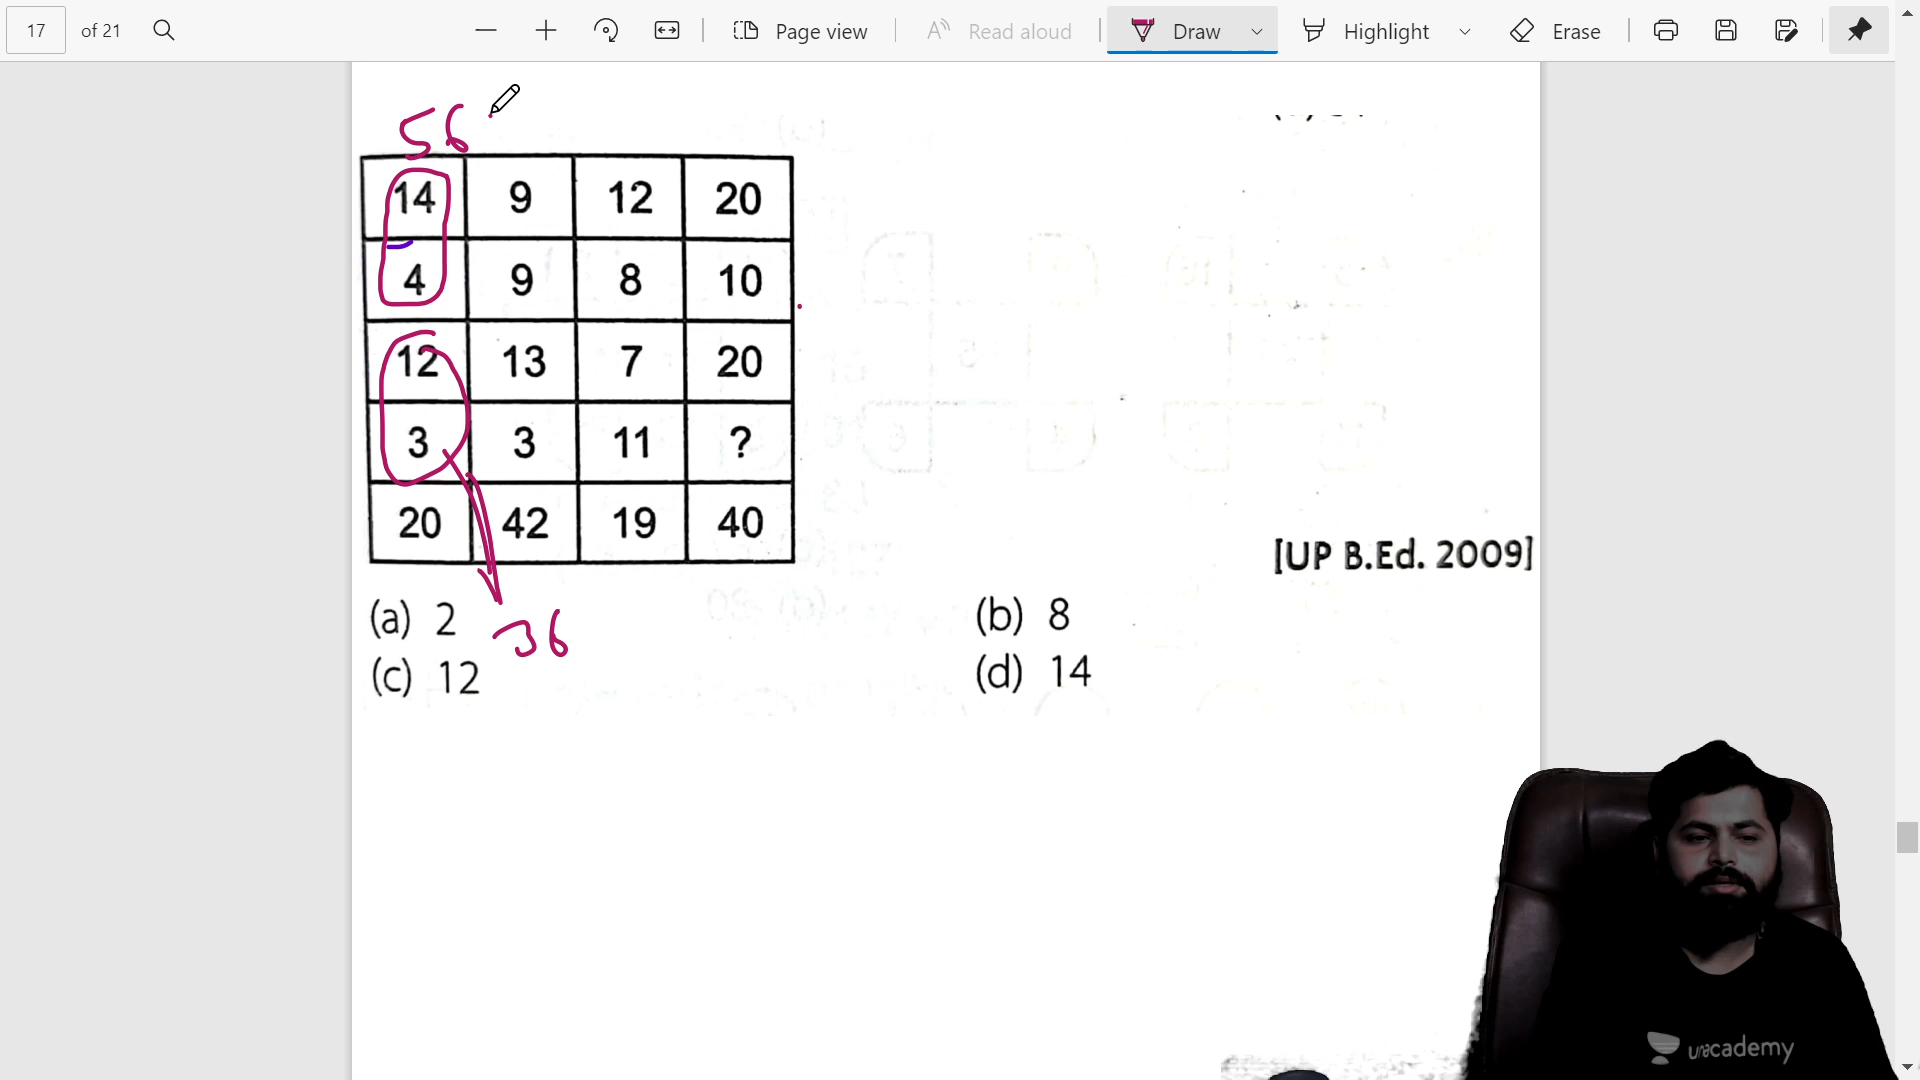 17 of 21 Page view Read aloud Draw Highlight Erase
56
14 9 12 20
4 9 8 10
12 13 7 20
3 3 11 ?
20 42 19 40
[UP B.Ed. 2009]
(a) 2 (b) 8
36
(c) 12 (d) 14
unacademy